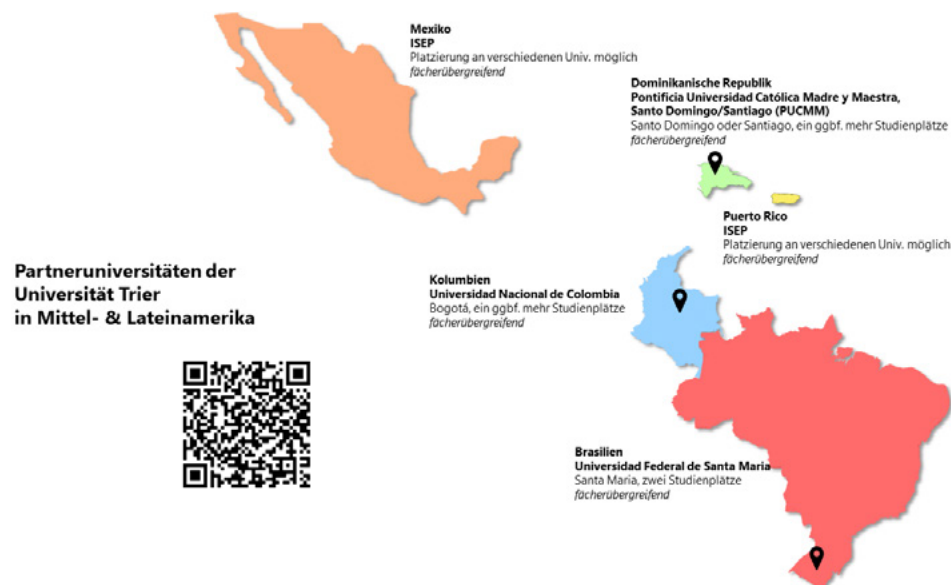 Mexiko
ISEP
Platzierung an verschiedenen Univ. möglich
fächerübergreifend
Dominikanische Republik
Pontificia Universidad Católica Madre y Maestra,
Santo Domingo/Santiago (PUCMM)
Santo Domingo oder Santiago, ein ggbf. mehr Studienplätze
fächerübergreifend
Puerto Rico
ISEP
Platzierung an verschiedenen Univ. möglich
fächerübergreifend
Partneruniversitäten der
Universität Trier
in Mittel- & Lateinamerika
Kolumbien
Universidad Nacional de Colombia
Bogotá, ein ggbf. mehr Studienplätze
fächerübergreifend
Brasilien
Universidad Federal de Santa Maria
Santa Maria, zwei Studienplätze
fächerübergreifend